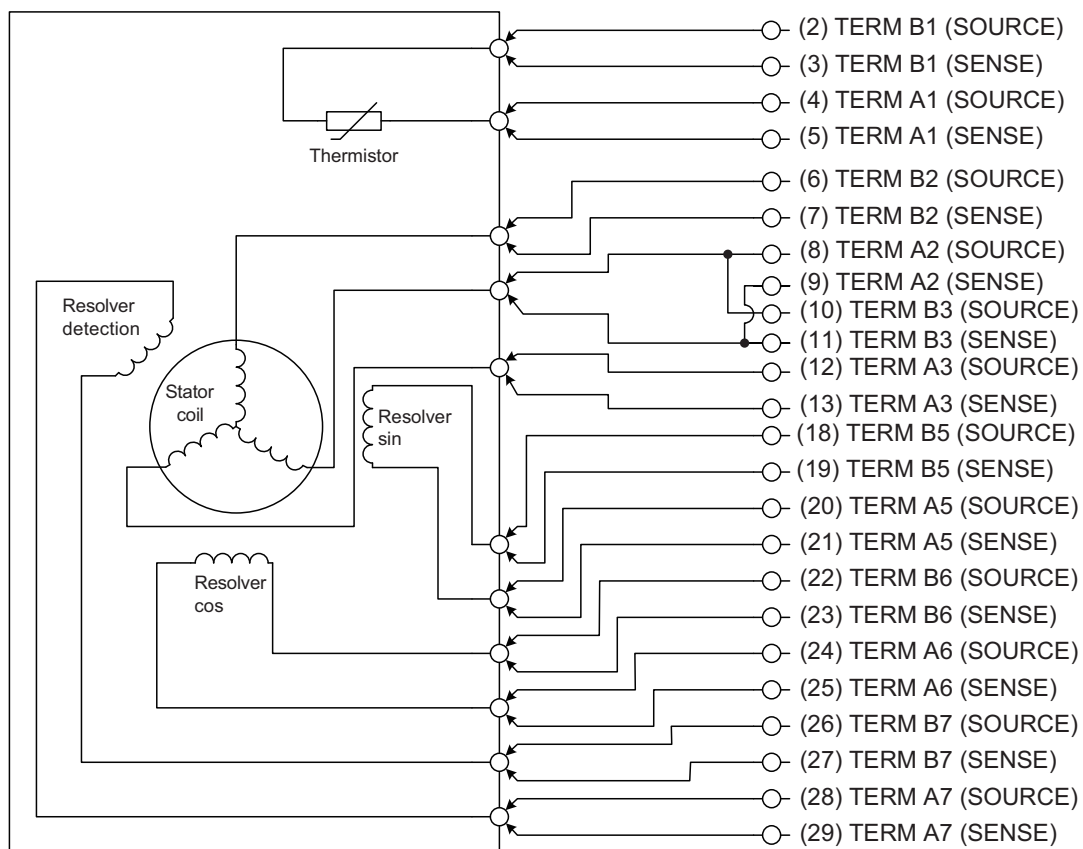 (2) TERM B1 (SOURCE)
(3) TERM B1 (SENSE)
(4) TERM A1 (SOURCE)
(5) TERM A1 (SENSE)
Thermistor
(6) TERM B2 (SOURCE)
(7) TERM B2 (SENSE)
(8) TERM A2 (SOURCE)
(9) TERM A2 (SENSE)
(10) TERM B3 (SOURCE)
(11) TERM B3 (SENSE)
(12) TERM A3 (SOURCE)
(13) TERM A3 (SENSE)
(18) TERM B5 (SOURCE)
(19) TERM B5 (SENSE)
(20) TERM A5 (SOURCE)
(21) TERM A5 (SENSE)
(22) TERM B6 (SOURCE)
(23) TERM B6 (SENSE)
(24) TERM A6 (SOURCE)
(25) TERM A6 (SENSE)
(26) TERM B7 (SOURCE)
(27) TERM B7 (SENSE)
(28) TERM A7 (SOURCE)
(29) TERM A7 (SENSE)
Resolver
detection
Stator
coil
Resolver
sin
Resolver
cos